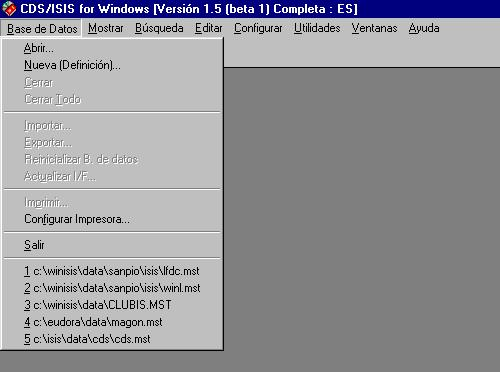 CDS/ISIS for Windows [Versión 1.5 (beta 1) Completa : ES]
Base de Datos Mostrar Búsqueda Editar Configurar Utilidades Ventanas Ayuda
Abrir...
Nueva (Definición)...
Cerrar
Cerrar Todo
Importar...
Exportar...
Reinicializar B. de datos
Actualizar I/F...
Imprimir...
Configurar Impresora...
Salir
1 c:\winisis\data\sanpio\isis\lfdc.mst
2 c:\winisis\data\sanpio\isis\winl.mst
3 c:\winisis\data\CLUBIS.MST
4 c:\eudora\data\magon.mst
5 c:\isis\data\cds\cds.mst